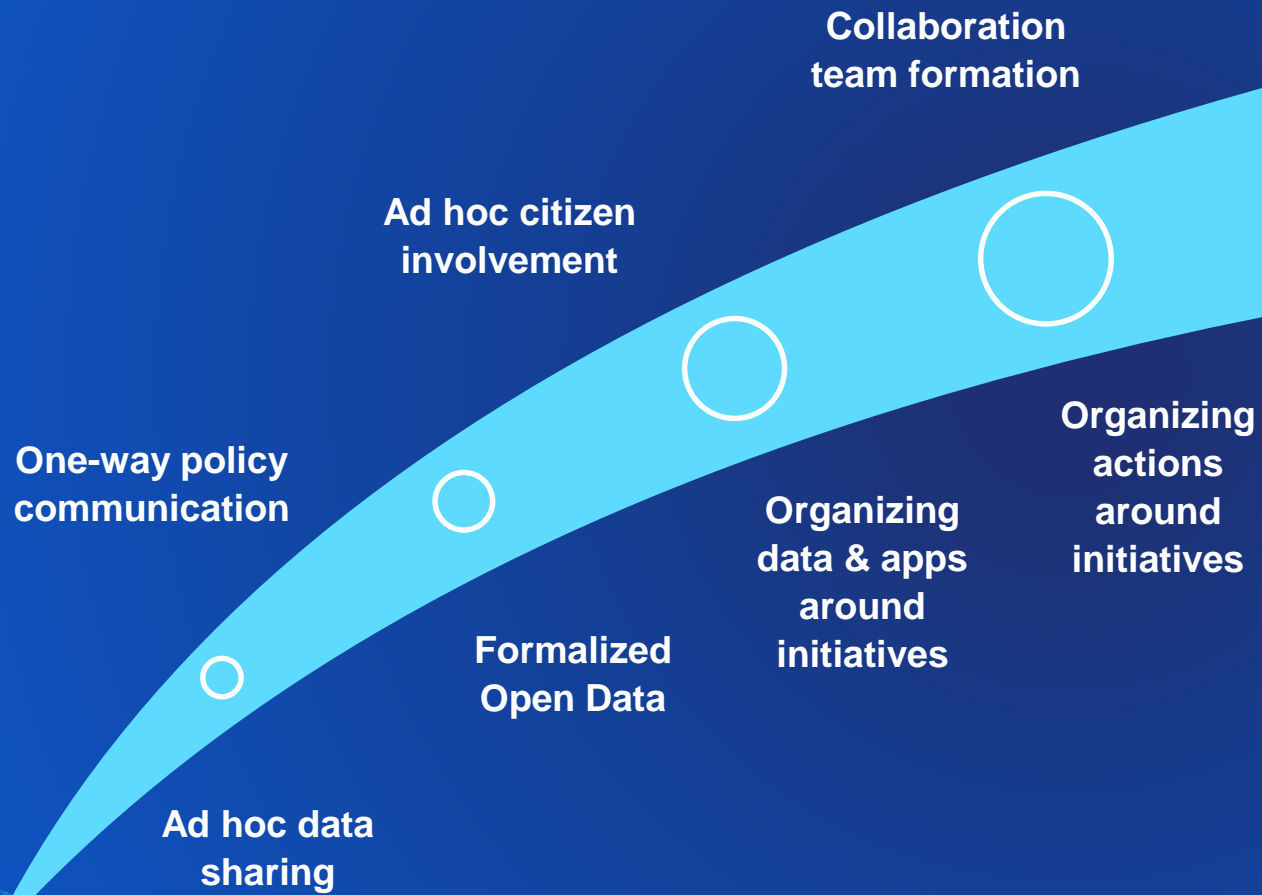 Collaboration
team formation
Ad hoc citizen
involvement
One-way policy
communication
Organizing
actions
around
initiatives
Organizing
data & apps
around
initiatives
Formalized
Open Data
Ad hoc data
sharing